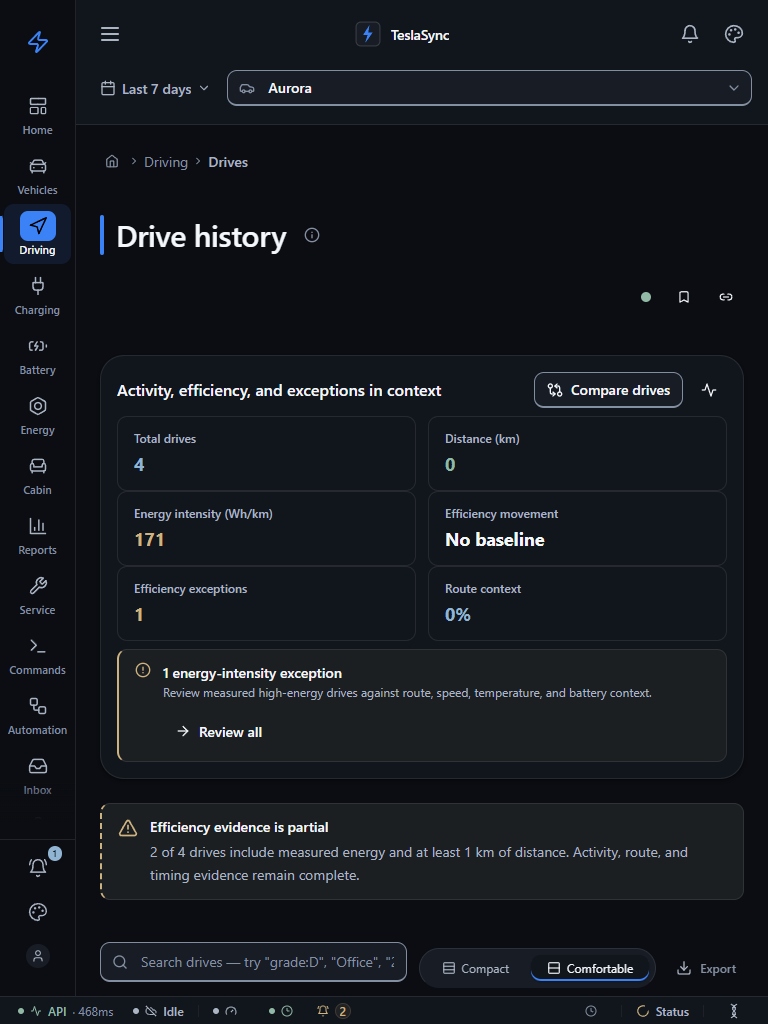 TeslaSync
Last 7 days
Aurora
Home
Vehicles
Driving
Charging
Battery
Energy
Cabin
Reports
Service
Commands
Automation
Inbox
1
Driving
Drives
Drive history
Activity, efficiency, and exceptions in context
Compare drives
Total drives
4
Distance (km)
0
Energy intensity (Wh/km)
171
Efficiency movement
No baseline
Efficiency exceptions
1
Route context
0%
1 energy-intensity exception
Review measured high-energy drives against route, speed, temperature, and battery context.
Review all
Efficiency evidence is partial
2 of 4 drives include measured energy and at least 1 km of distance. Activity, route, and
timing evidence remain complete.
Search drives — try "grade:D", "Office", "
Compact
Comfortable
Export
API · 468ms
Idle
2
Status